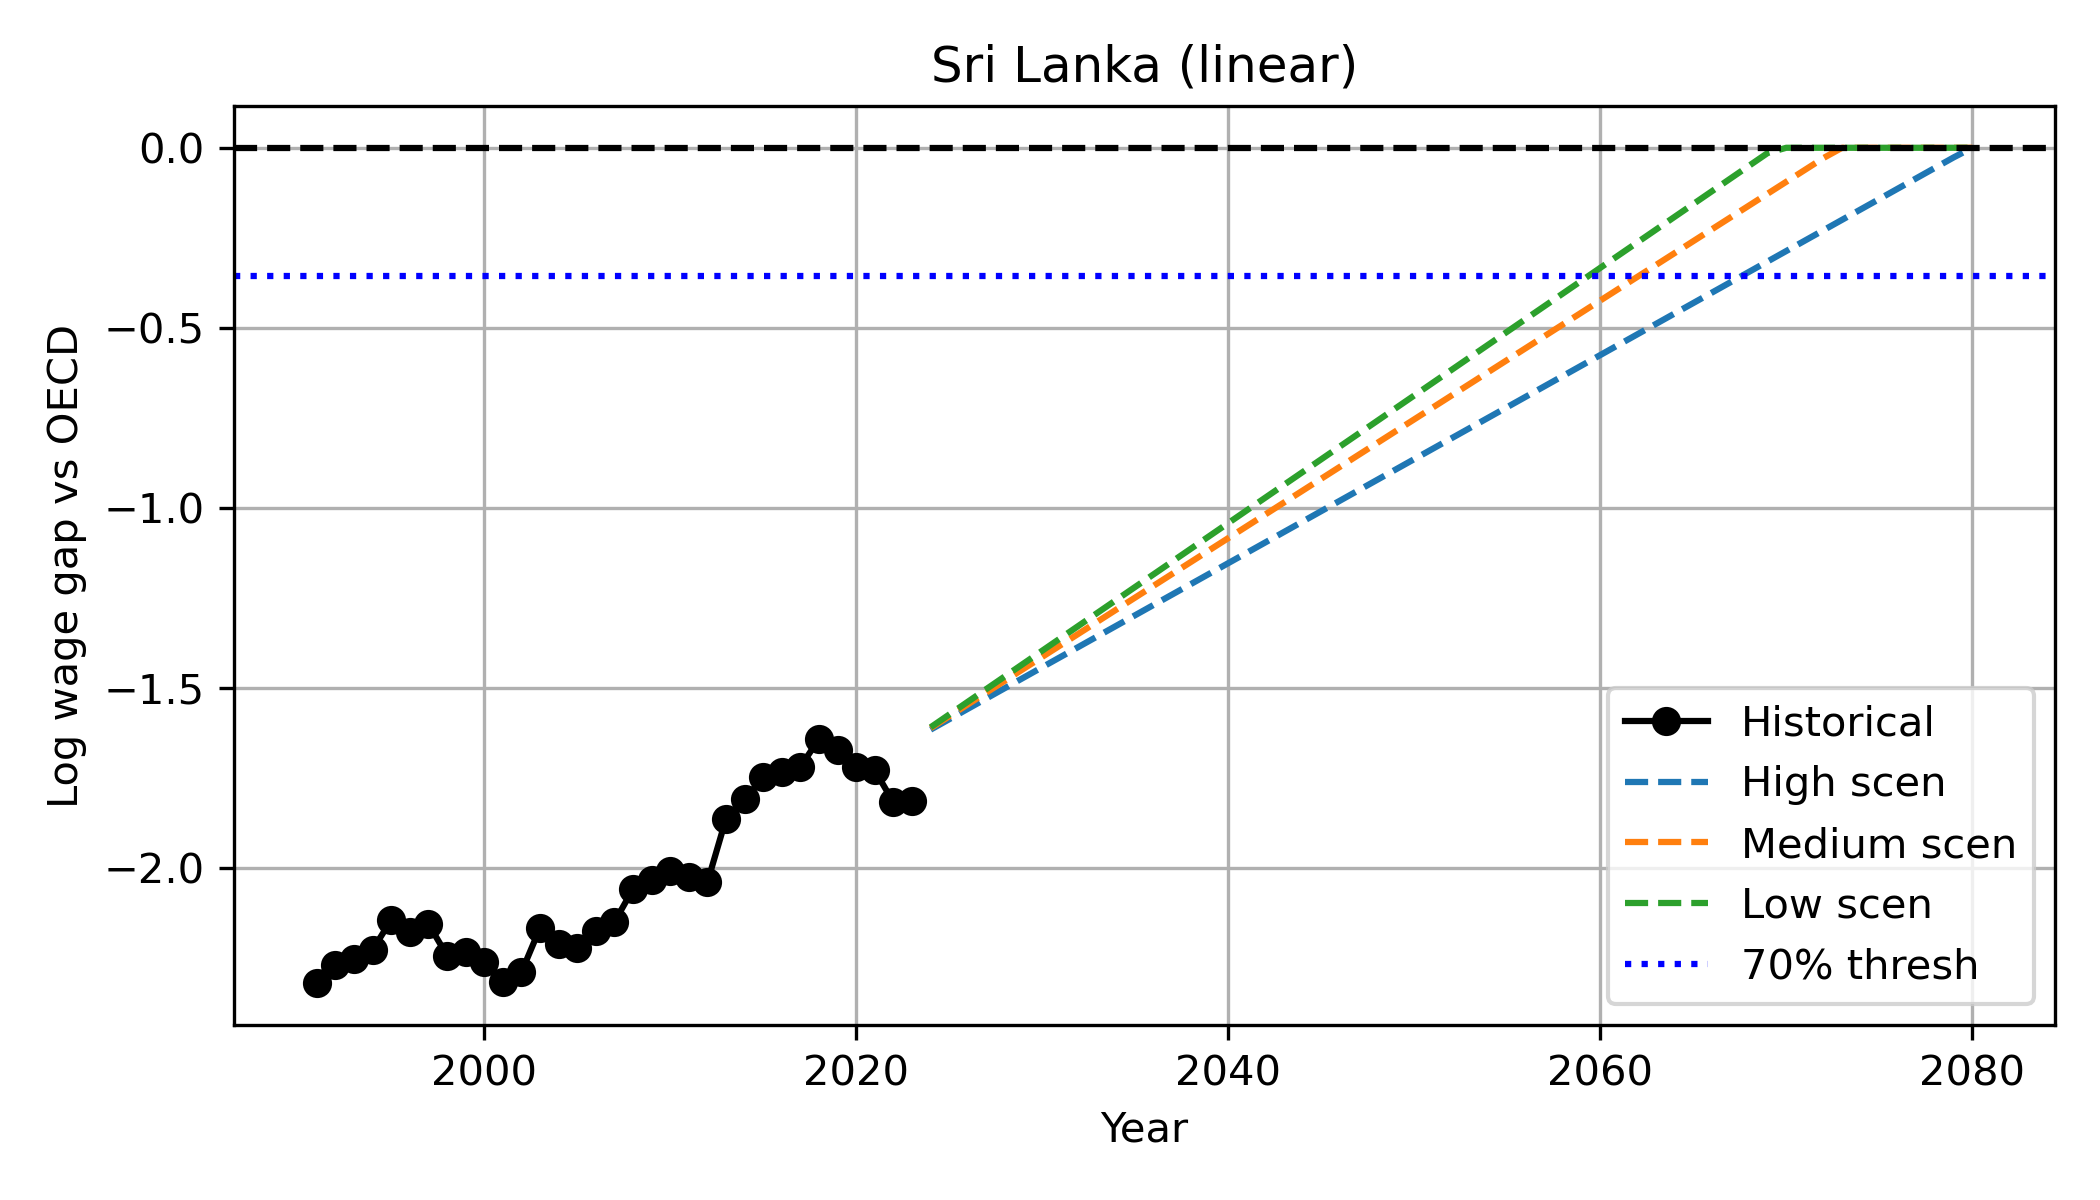 Sri Lanka (linear)
Log wage gap vs OECD
0.0
−0.5
−1.0
−1.5
−2.0
2000 2020 2040 2060 2080
Year
Historical
High scen
Medium scen
Low scen
70% thresh